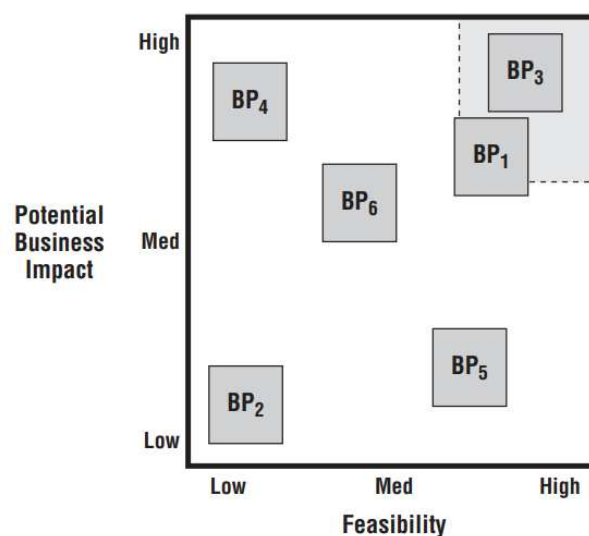 High
BP₃
BP₄
BP₁
Potential
Business
Impact
BP₆
Med
BP₅
BP₂
Low
Low Med High
Feasibility